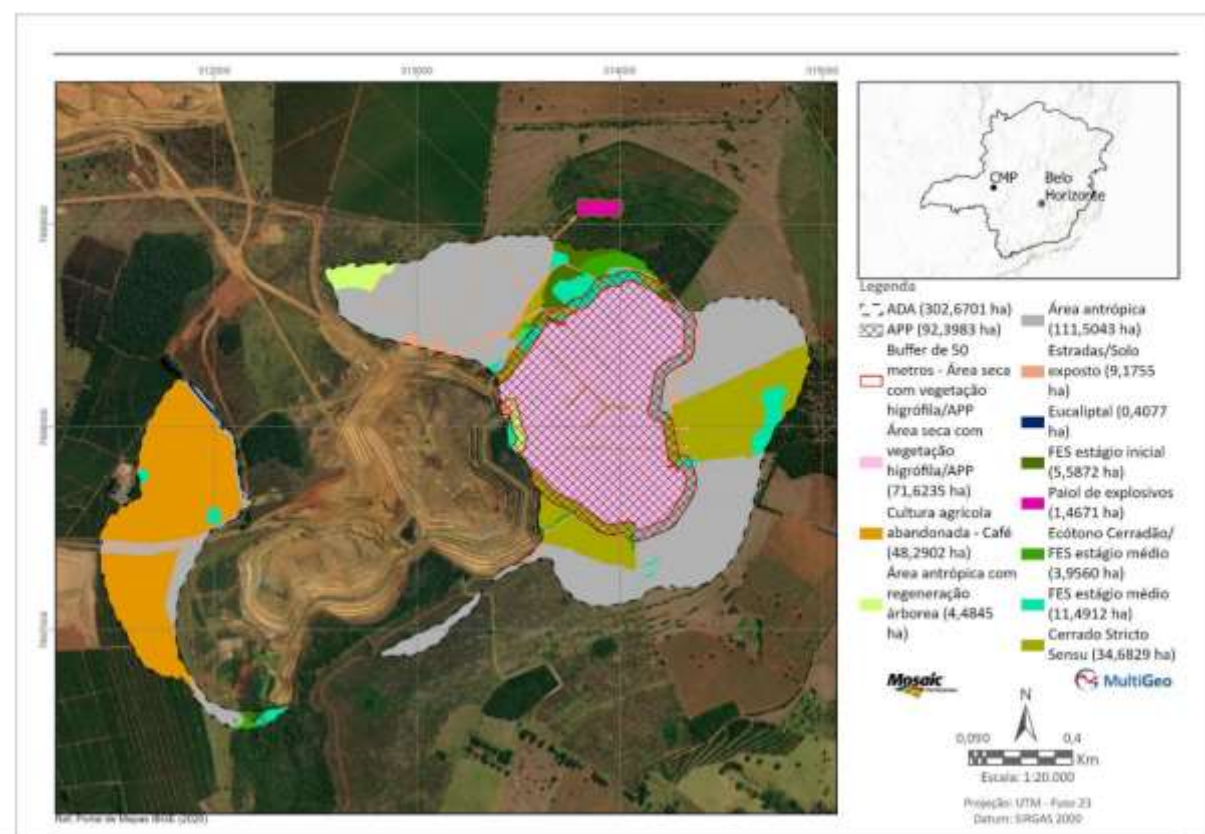 312000 313000 314000 315000
CMP
Belo
Horizonte
Legenda
ADA (302,6701 ha)
APP (92,3983 ha)
Buffer de 50
metros - Área seca
com vegetação
higrófila/APP
Área seca com
vegetação
higrófila/APP
(71,6235 ha)
Cultura agrícola
abandonada - Café
(48,2902 ha)
Área antrópica com
regeneração
árborea (4,4845
ha)
Área antrópica
(111,5043 ha)
Estradas/Solo
exposto (9,1755
ha)
Eucaliptal (0,4077
ha)
FES estágio inicial
(5,5872 ha)
Paiol de explosivos
(1,4671 ha)
Ecótono Cerradão/
FES estágio médio
(3,9560 ha)
FES estágio médio
(11,4912 ha)
Cerrado Stricto
Sensu (34,6829 ha)
Mosaic
MultiGeo
N
0,090 0,4
Km
Escala: 1:20.000
Projeção: UTM - Fuso 23
Datum: SIRGAS 2000
Ref: Portal de Mapas IBGE (2020)